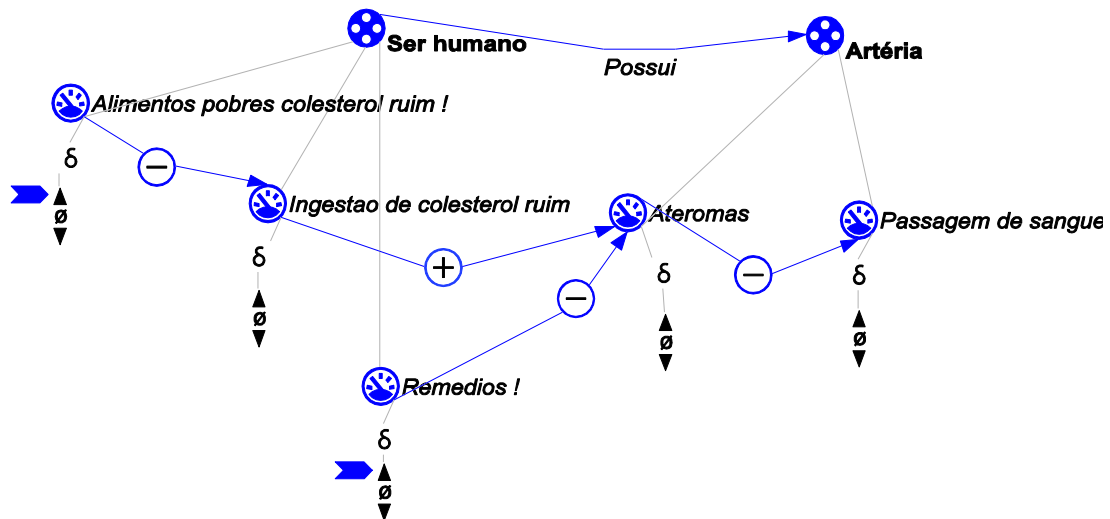 Ser humano
Artéria
Possui
Alimentos pobres colesterol ruim !
−
δ
ø
Ingestao de colesterol ruim
Ateromas
Passagem de sangue
δ
+
−
δ
−
δ
ø
ø
ø
Remedios !
δ
ø